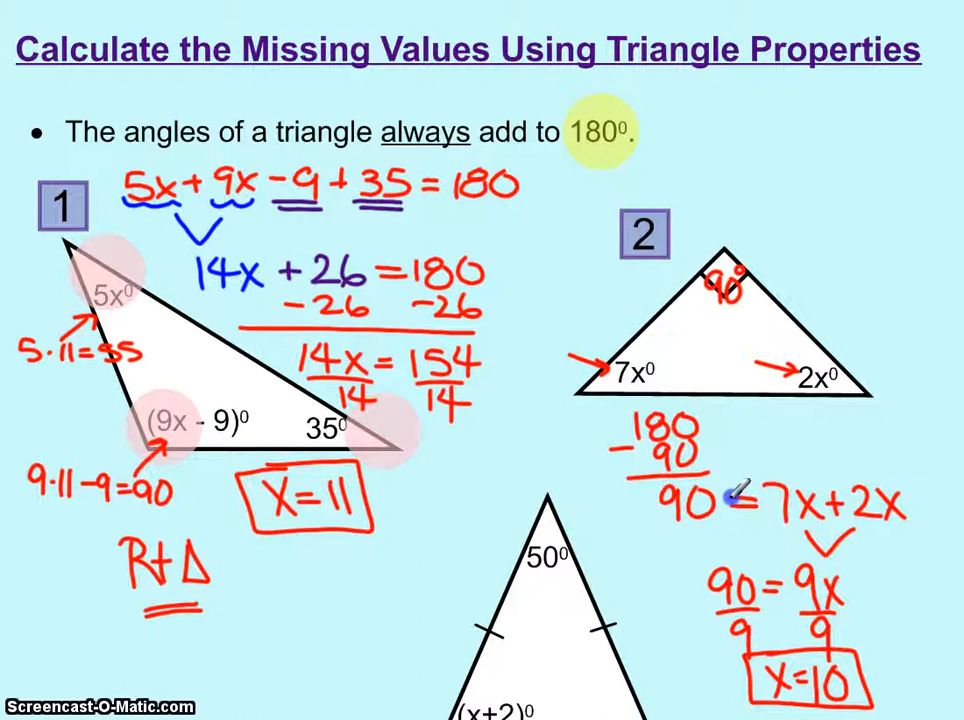 Calculate the Missing Values Using Triangle Properties
• The angles of a triangle always add to 180⁰.
1
5x + 9x - 9 + 35 = 180
14x + 26 = 180
- 26 - 26
14x = 154
14 14
5x⁰
5·11=55
(9x - 9)⁰
35⁰
9·11-9=90
x=11
Rt Δ
2
90°
7x⁰
2x⁰
180
- 90
90 = 7x+2x
90 = 9x
9 9
x=10
50⁰
(x+2)⁰
Screencast-O-Matic.com